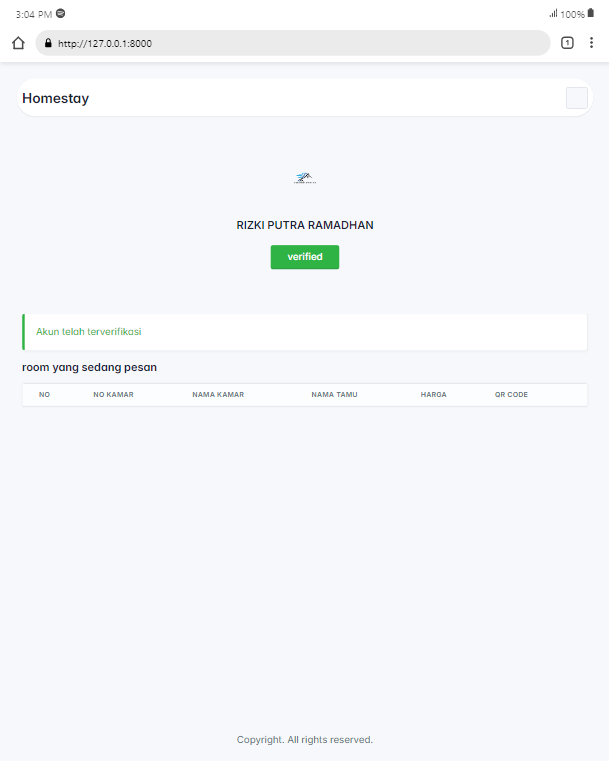 3:04 PM
100%
http://127.0.0.1:8000
1
Homestay
RIZKI PUTRA RAMADHAN
verified
Akun telah terverifikasi
room yang sedang pesan
NO NO KAMAR NAMA KAMAR NAMA TAMU HARGA QR CODE
Copyright. All rights reserved.